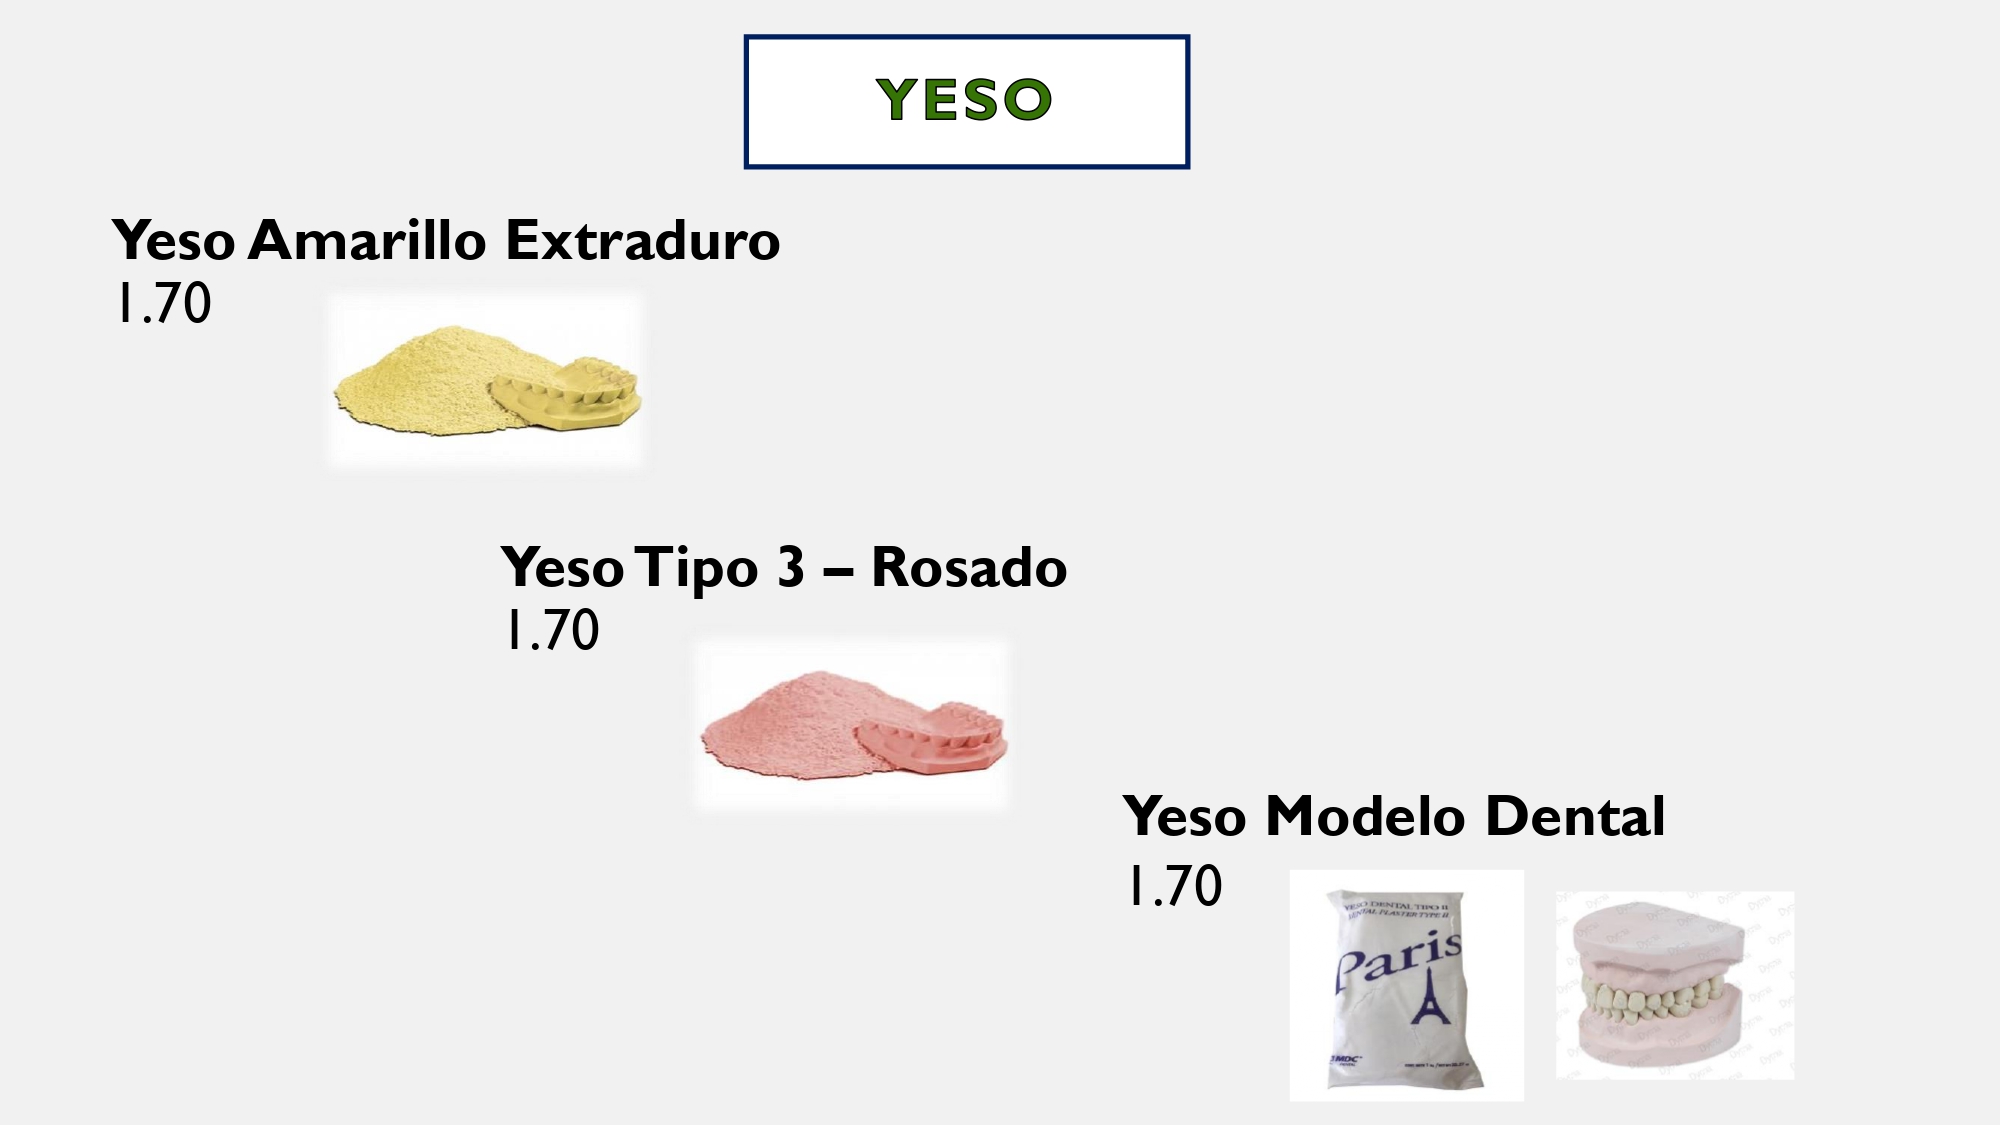 YESO
Yeso Amarillo Extraduro
1.70
Yeso Tipo 3 – Rosado
1.70
Yeso Modelo Dental
1.70
YESO DENTAL TIPO II
DENTAL PLASTER TYPE II
Paris
MDC